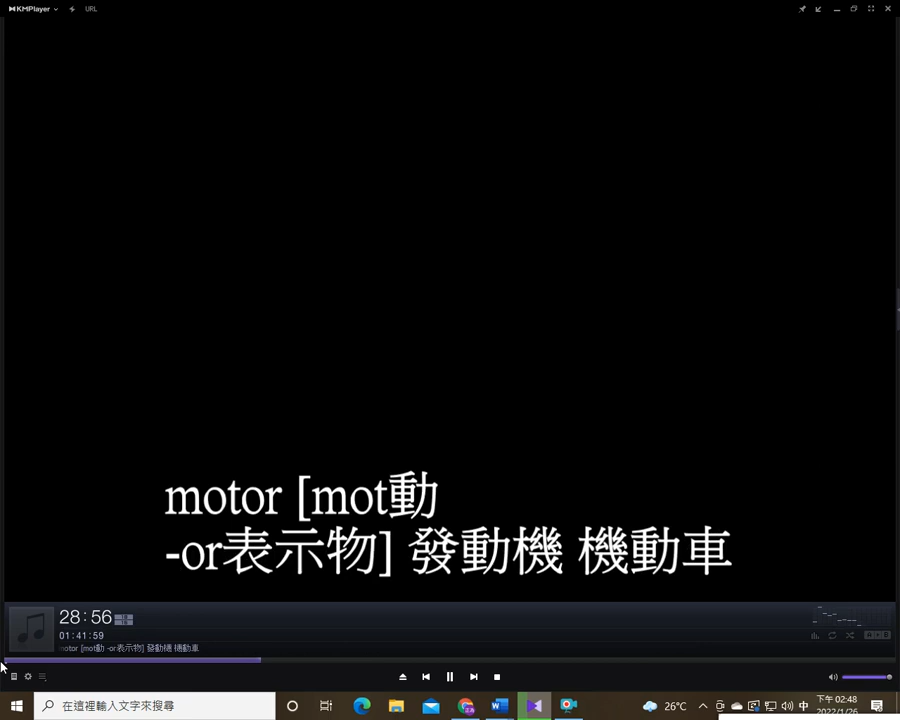 KMPlayer
URL
motor [mot動
-or表示物] 發動機 機動車
28:56
01:41:59
motor [mot動 -or表示物] 發動機 機動車
在這裡輸入文字來搜尋
26°C
中
下午 02:48
2022/1/26